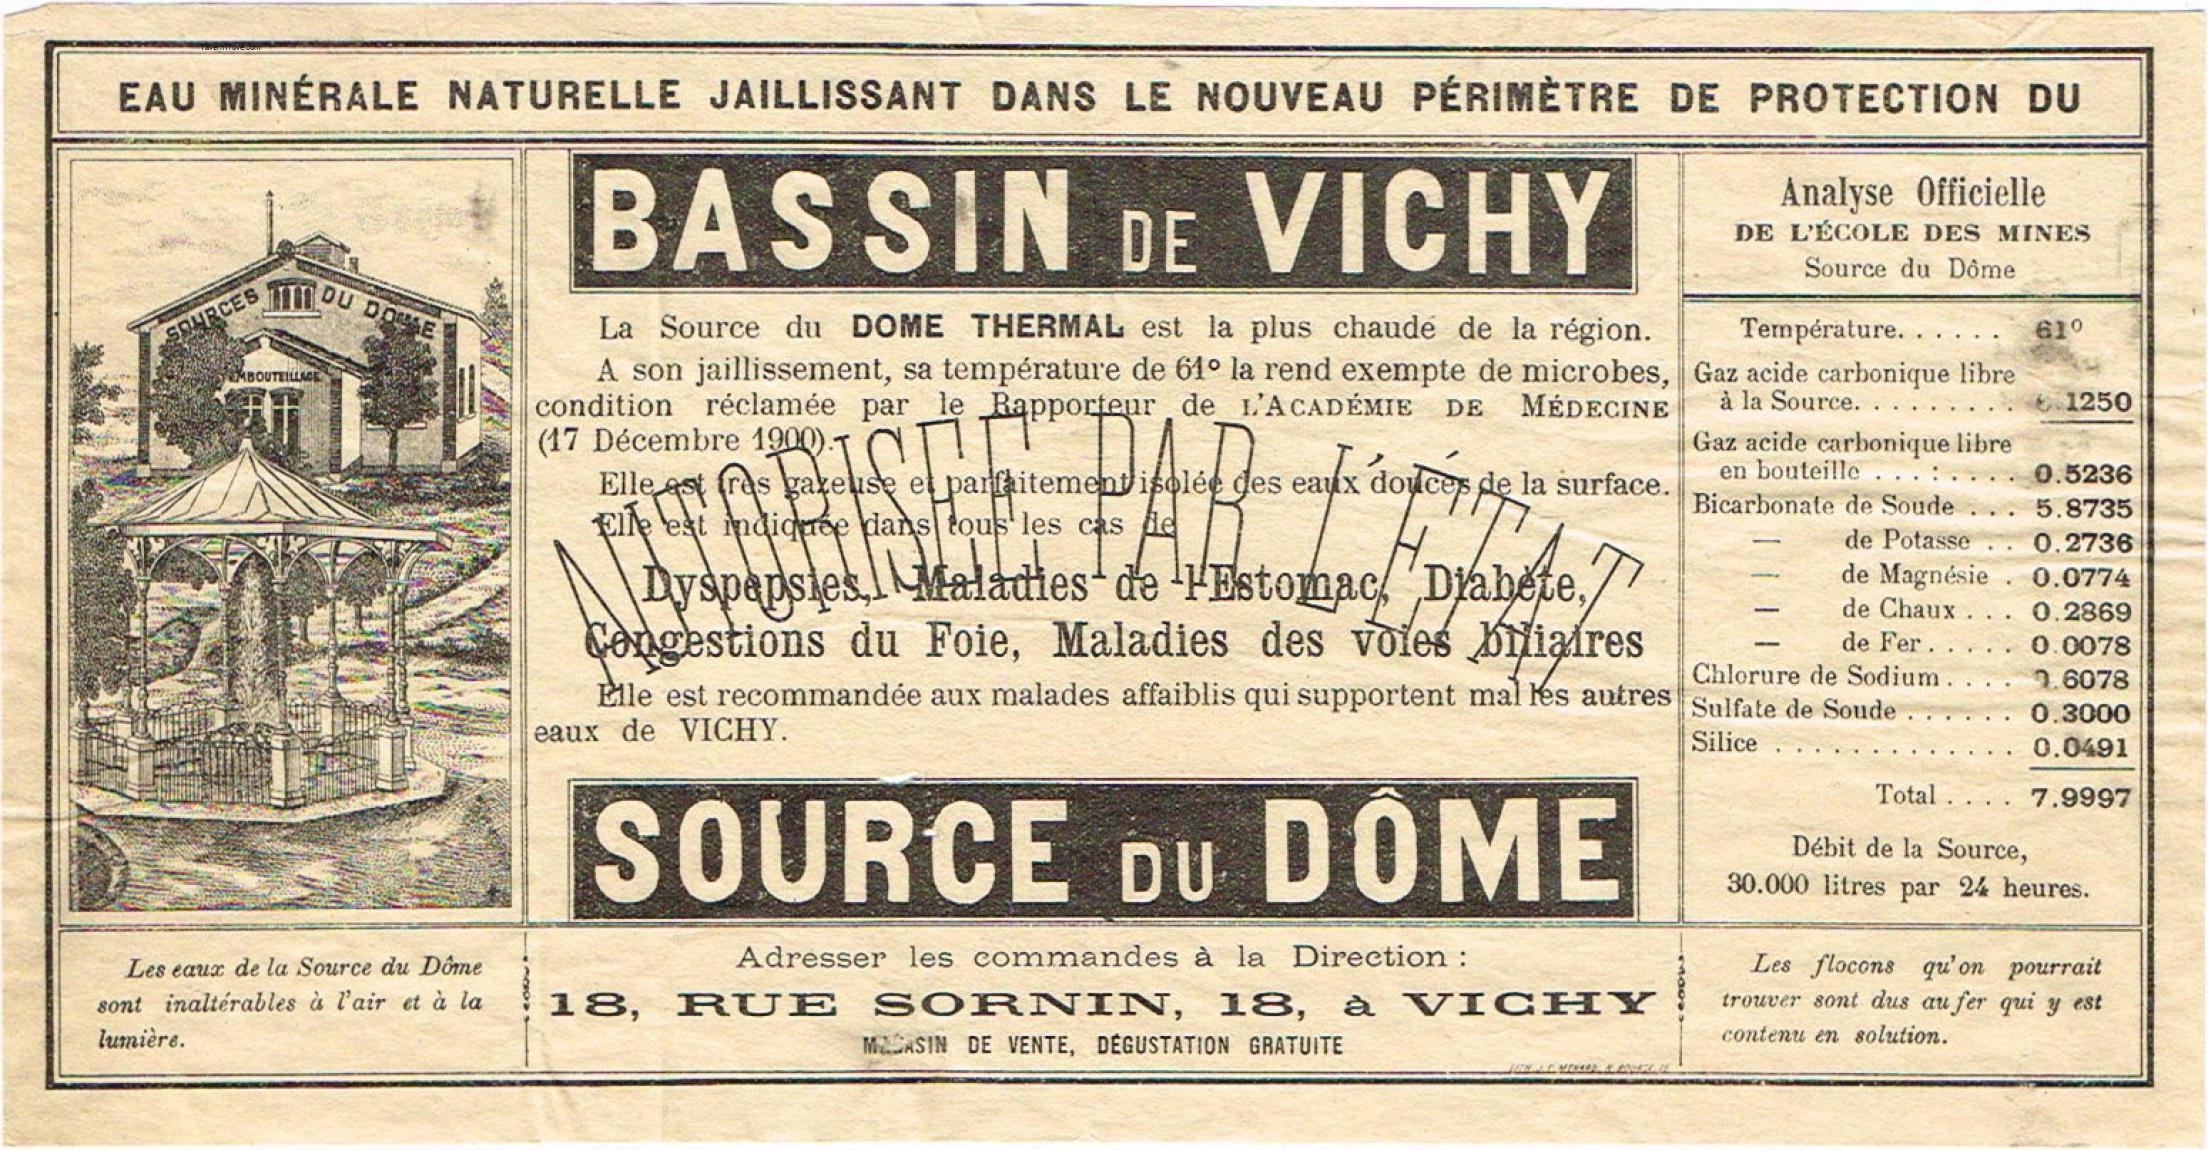 EAU MINÉRALE NATURELLE JAILLISSANT DANS LE NOUVEAU PÉRIMÈTRE DE PROTECTION DU
SOURCES DU DOME
EMBOUTEILLAGE
BASSIN DE VICHY
La Source du DOME THERMAL est la plus chaude de la région.
A son jaillissement, sa température de 61° la rend exempte de microbes,
condition réclamée par le Rapporteur de L'ACADÉMIE DE MÉDECINE
(17 Décembre 1900).
Elle est très gazeuse et parfaitement isolée des eaux douces de la surface.
Elle est indiquée dans tous les cas de
Dyspepsies, Maladies de l'Estomac, Diabète,
Congestions du Foie, Maladies des voies biliaires
Elle est recommandée aux malades affaiblis qui supportent mal les autres
eaux de VICHY.
AUTORISEE PAR L'ÉTAT
SOURCE DU DÔME
Analyse Officielle
DE L'ÉCOLE DES MINES
Source du Dôme
Température. . . . . . 61°
Gaz acide carbonique libre
à la Source. . . . . . . . . .1250
Gaz acide carbonique libre
en bouteille . . . : . . . . 0.5236
Bicarbonate de Soude . . . 5.8735
— de Potasse . . 0.2736
— de Magnésie . 0.0774
— de Chaux . . . 0.2869
— de Fer . . . . . 0.0078
Chlorure de Sodium . . . . .6078
Sulfate de Soude . . . . . . 0.3000
Silice . . . . . . . . . . . . . 0.0491
Total . . . . 7.9997
Débit de la Source,
30.000 litres par 24 heures.
Les eaux de la Source du Dôme
sont inaltérables à l'air et à la
lumière.
Adresser les commandes à la Direction :
18, RUE SORNIN, 18, à VICHY
MAGASIN DE VENTE, DÉGUSTATION GRATUITE
Les flocons qu'on pourrait
trouver sont dus au fer qui y est
contenu en solution.